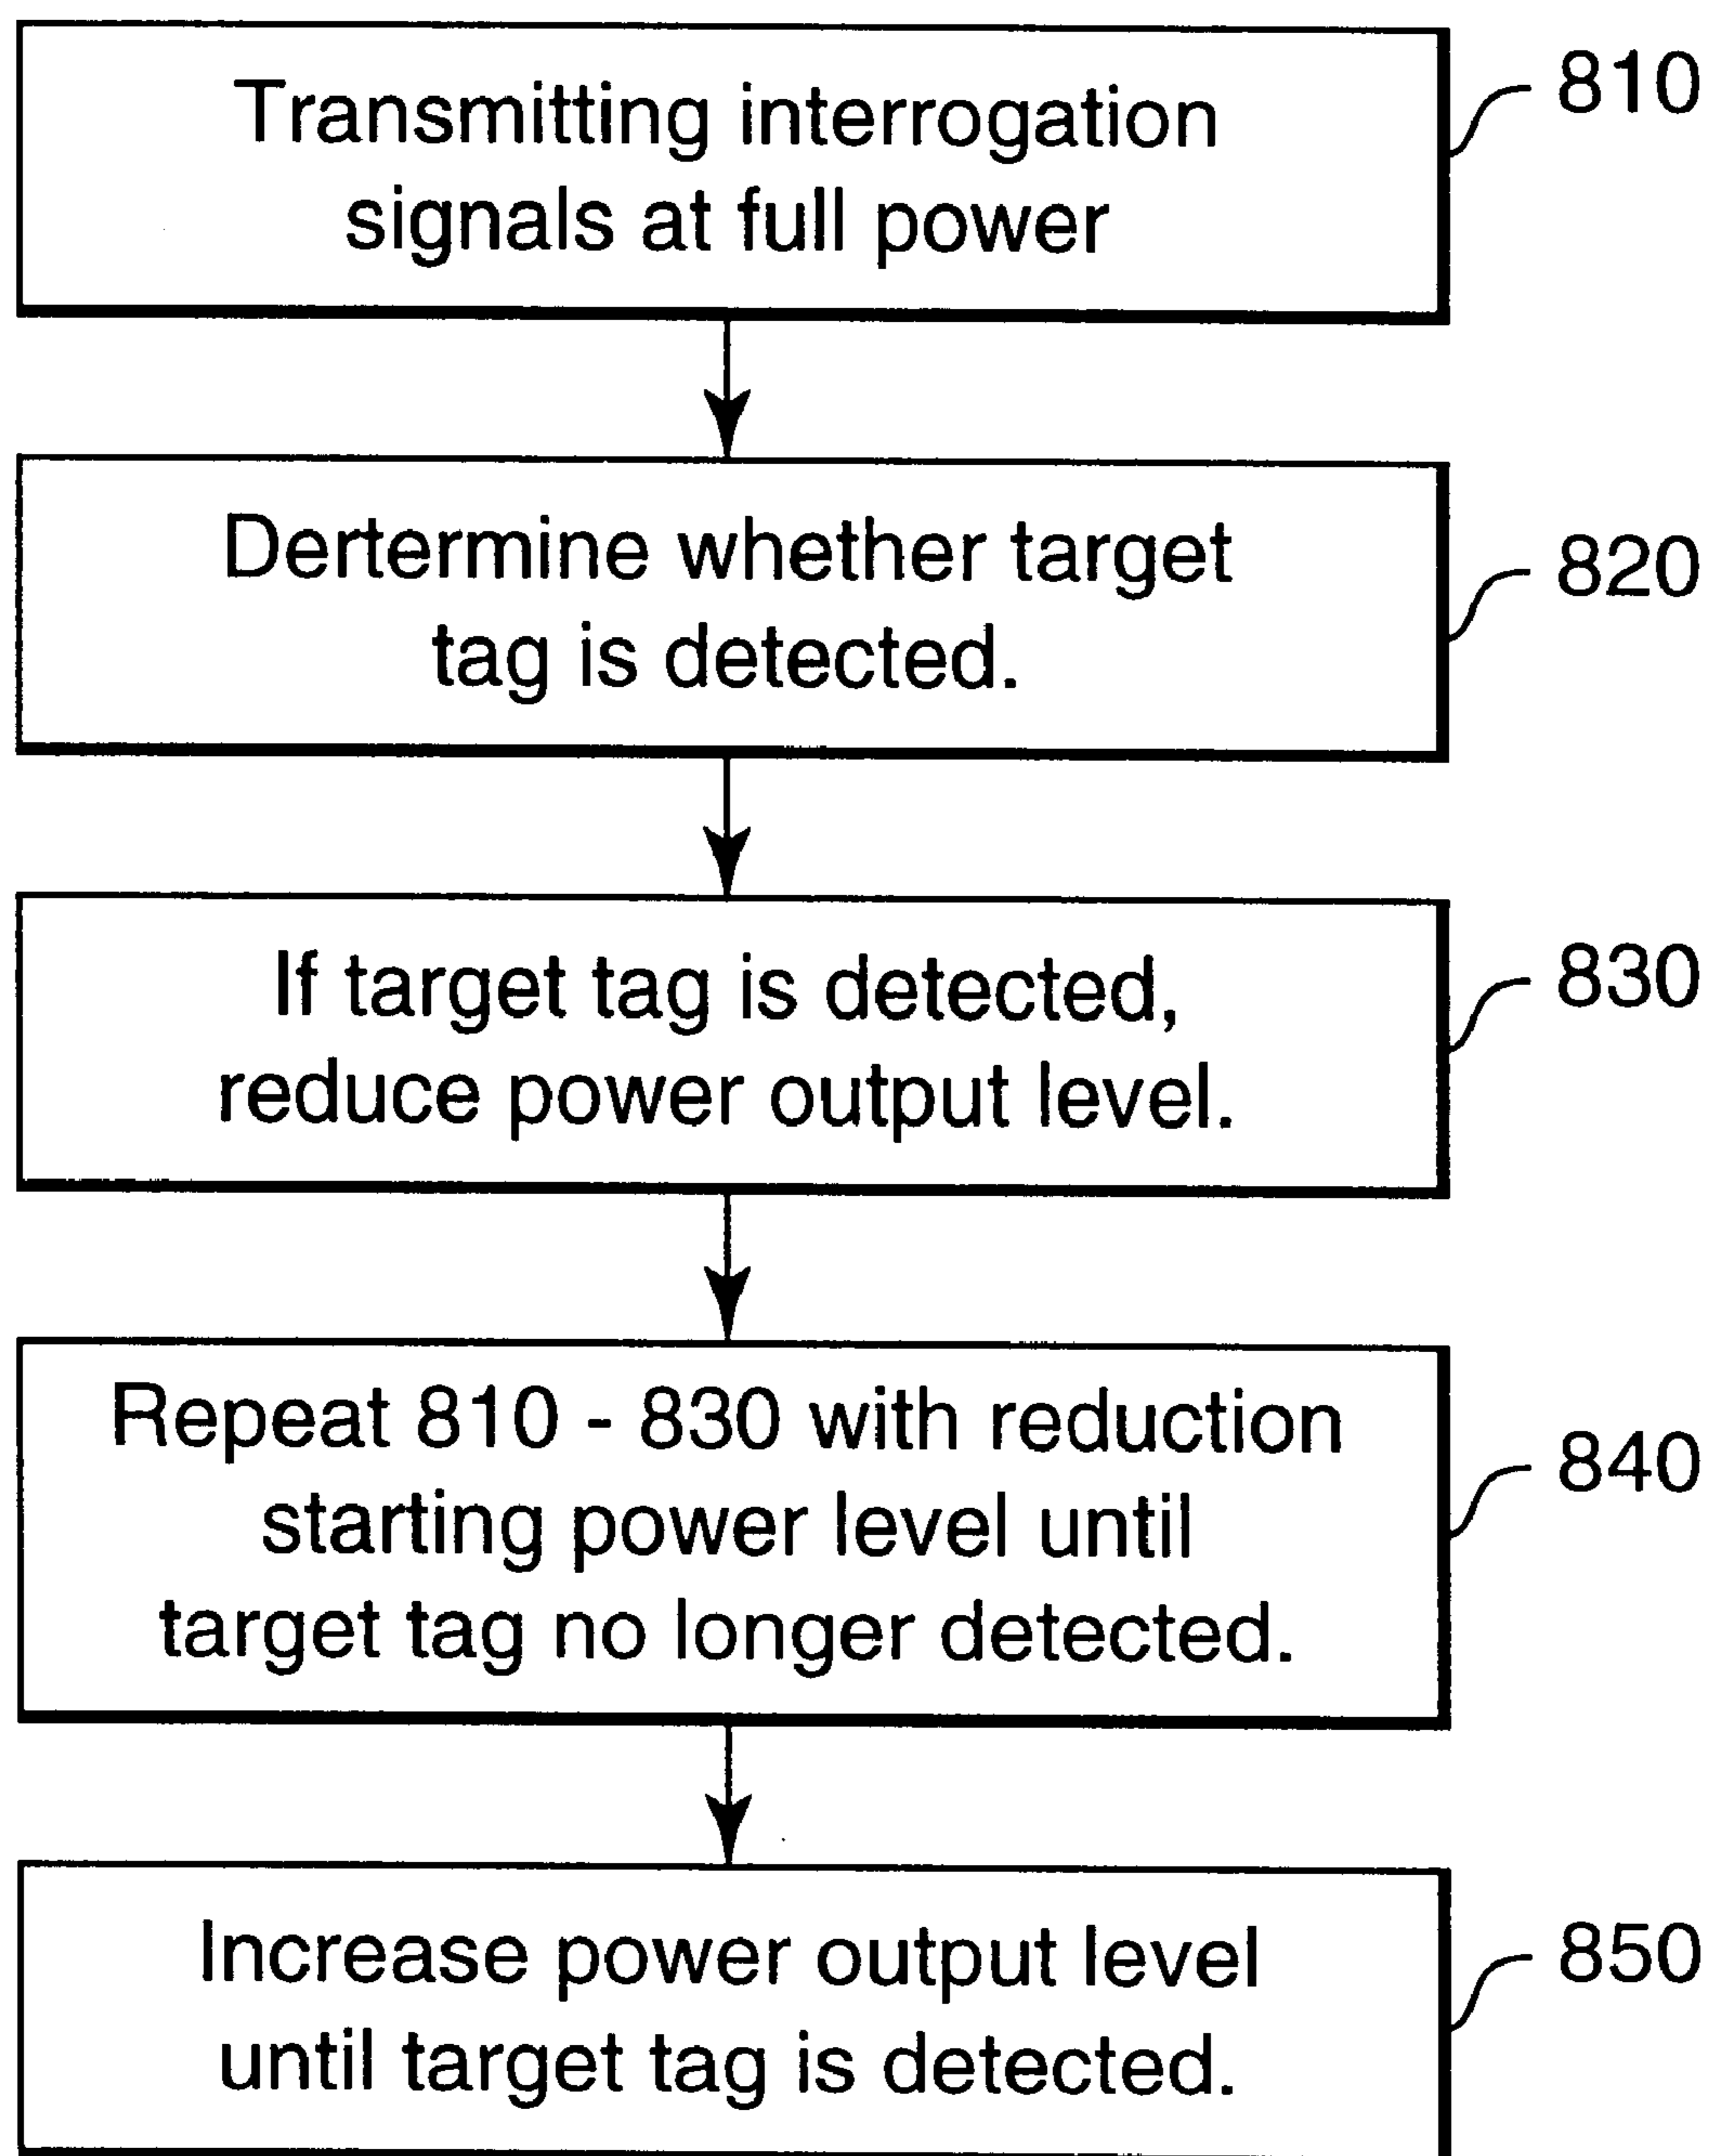 Transmitting interrogation
signals at full power
810
Dertermine whether target
tag is detected.
820
If target tag is detected,
reduce power output level.
830
Repeat 810 - 830 with reduction
starting power level until
target tag no longer detected.
840
Increase power output level
until target tag is detected.
850